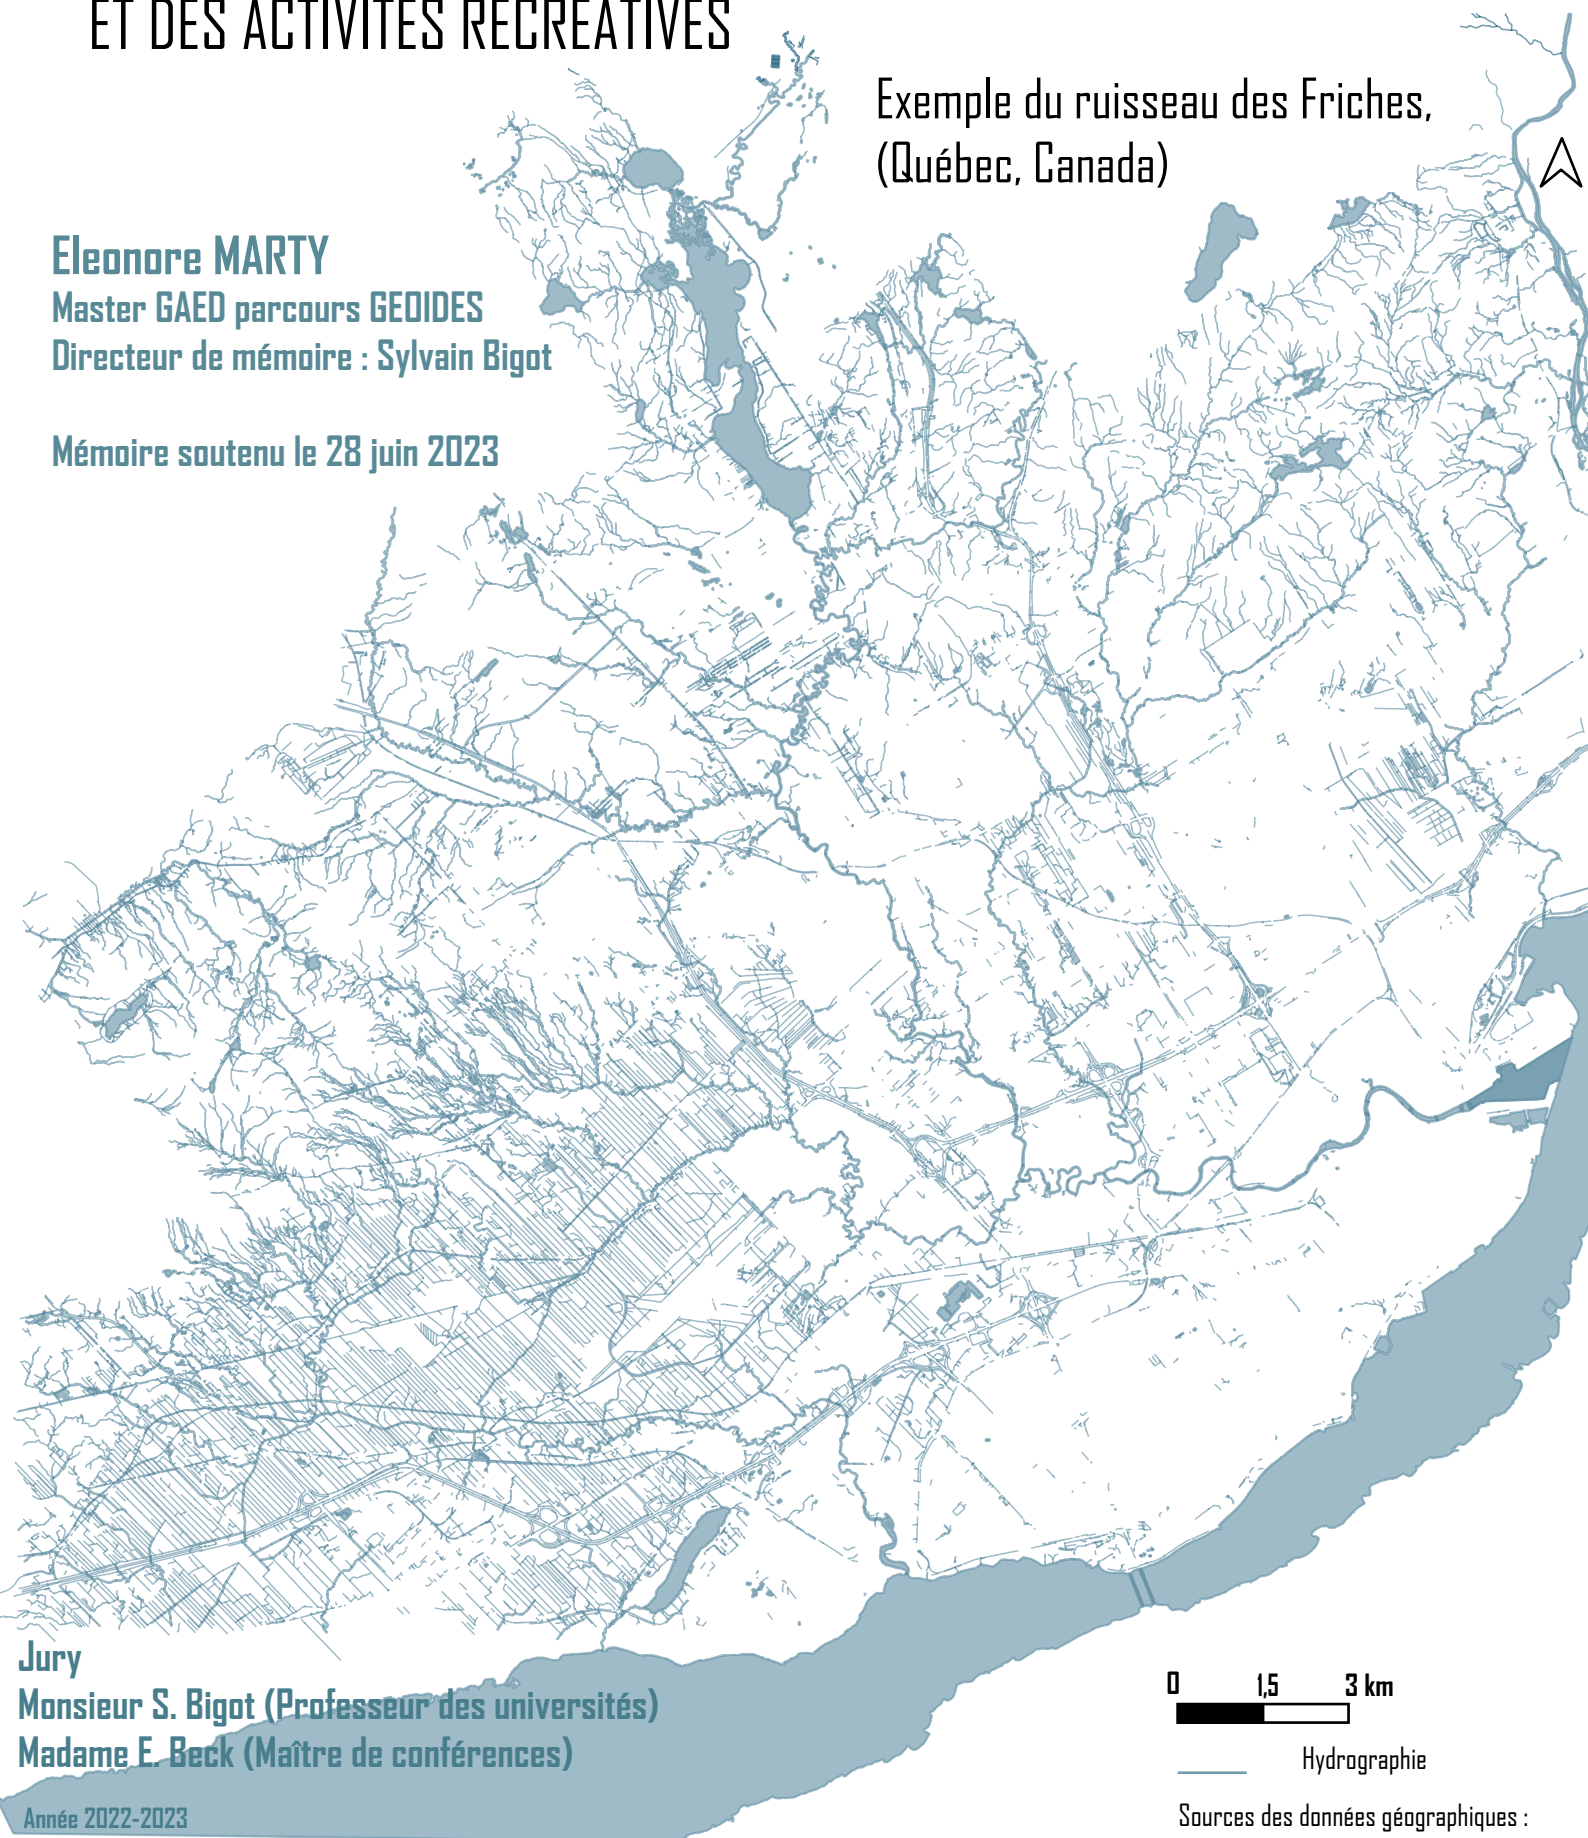 ET DES ACTIVITÉS RÉCRÉATIVES
Exemple du ruisseau des Friches,
(Québec, Canada)
Eleonore MARTY
Master GAED parcours GEOIDES
Directeur de mémoire : Sylvain Bigot
Mémoire soutenu le 28 juin 2023
Jury
Monsieur S. Bigot (Professeur des universités)
Madame E. Beck (Maître de conférences)
Année 2022-2023
0 1,5 3 km
Hydrographie
Sources des données géographiques :